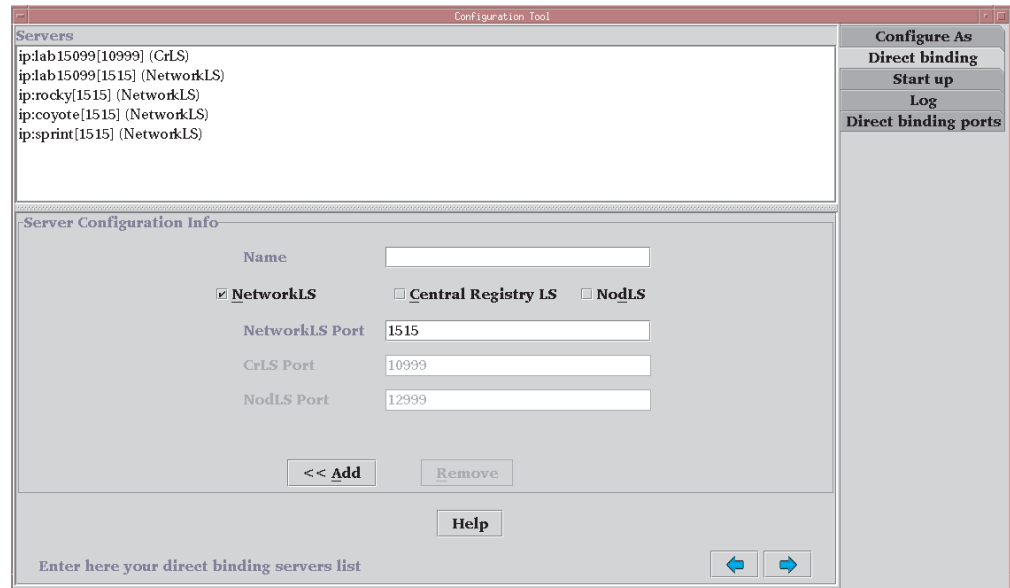 Configuration Tool
Servers
ip:lab15099[10999] (CrLS)
ip:lab15099[1515] (NetworkLS)
ip:rocky[1515] (NetworkLS)
ip:coyote[1515] (NetworkLS)
ip:sprint[1515] (NetworkLS)
Configure As
Direct binding
Start up
Log
Direct binding ports
Server Configuration Info
Name
NetworkLS Central Registry LS NodLS
NetworkLS Port 1515
CrLS Port 10999
NodLS Port 12999
<< Add Remove
Help
Enter here your direct binding servers list